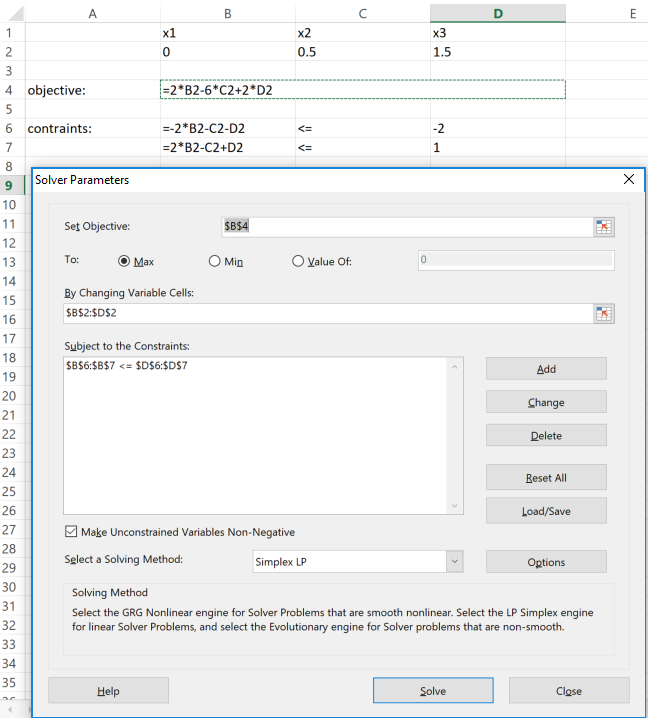 A B C D E
1 x1 x2 x3
2 0 0.5 1.5
3
4 objective: =2*B2-6*C2+2*D2
5
6 contraints: =-2*B2-C2-D2 <= -2
7 =2*B2-C2+D2 <= 1
8
9 Solver Parameters
10
11 Set Objective: $B$4
12
13 To: Max Min Value Of: 0
14
15 By Changing Variable Cells:
16 $B$2:$D$2
17
18 Subject to the Constraints:
$B$6:$B$7 <= $D$6:$D$7
19 Add
20
21 Change
22
23 Delete
24
25 Reset All
26 Load/Save
27 Make Unconstrained Variables Non-Negative
28
29 Select a Solving Method: Simplex LP Options
30
31 Solving Method
32 Select the GRG Nonlinear engine for Solver Problems that are smooth nonlinear. Select the LP Simplex engine
33 for linear Solver Problems, and select the Evolutionary engine for Solver problems that are non-smooth.
34
35 Help Solve Close